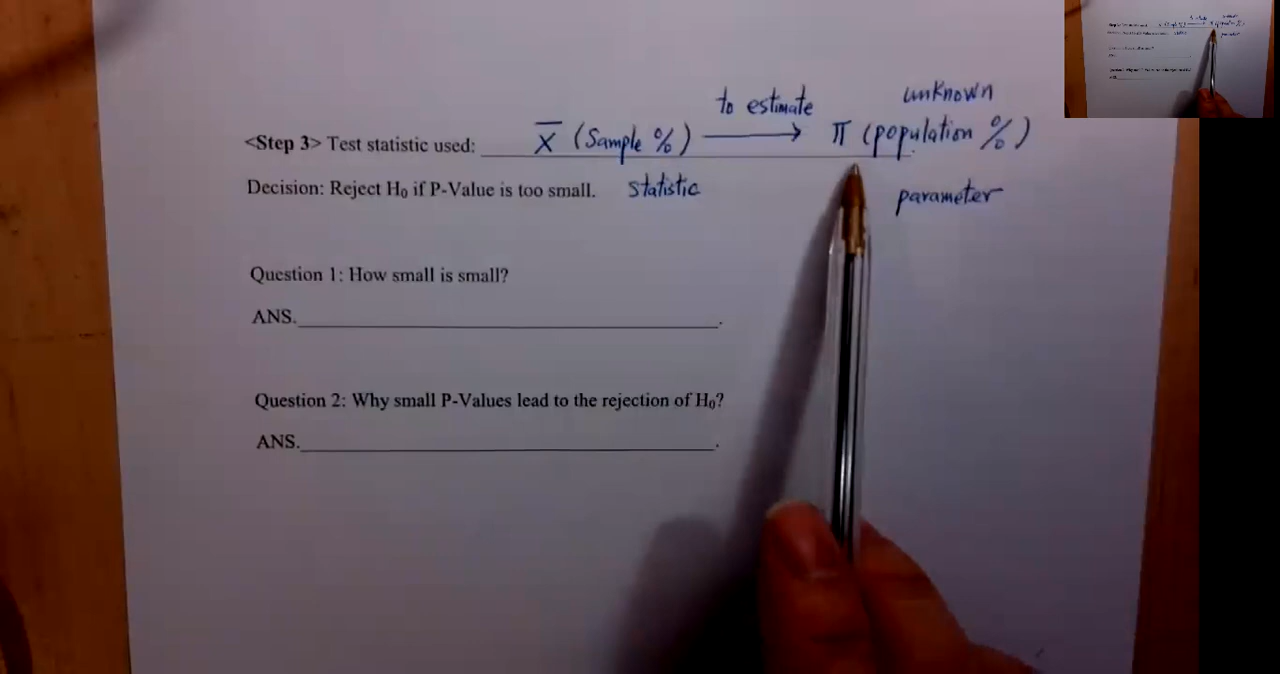 to estimate unknown
<Step 3> Test statistic used: X̅ (Sample %) → π (population %)
Decision: Reject H₀ if P-Value is too small. Statistic parameter
Question 1: How small is small?
ANS.____________________.
Question 2: Why small P-Values lead to the rejection of H₀?
ANS.____________________.